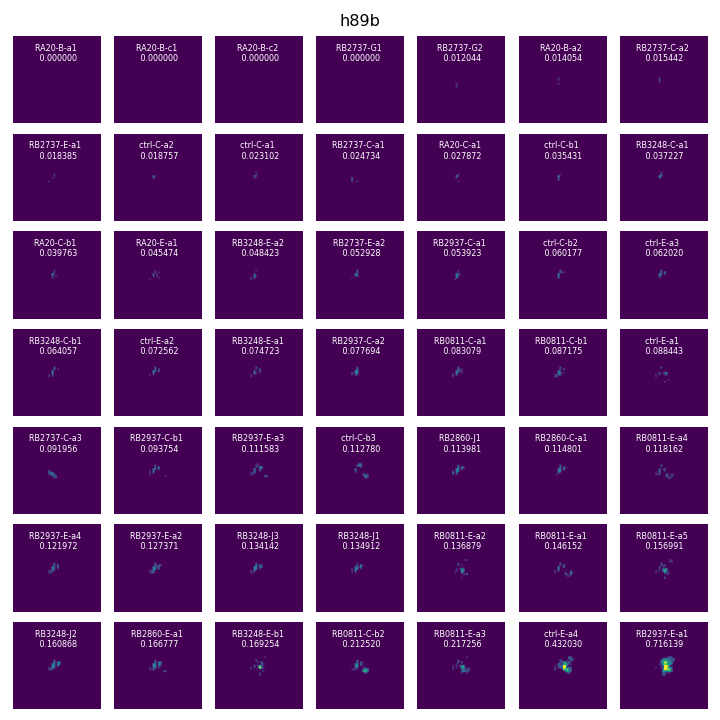 h89b
RA20-B-a1
0.000000
RA20-B-c1
0.000000
RA20-B-c2
0.000000
RB2737-G1
0.000000
RB2737-G2
0.012044
RA20-B-a2
0.014054
RB2737-C-a2
0.015442
RB2737-E-a1
0.018385
ctrl-C-a2
0.018757
ctrl-C-a1
0.023102
RB2737-C-a1
0.024734
RA20-C-a1
0.027872
ctrl-C-b1
0.035431
RB3248-C-a1
0.037227
RA20-C-b1
0.039763
RA20-E-a1
0.045474
RB3248-E-a2
0.048423
RB2737-E-a2
0.052928
RB2937-C-a1
0.053923
ctrl-C-b2
0.060177
ctrl-E-a3
0.062020
RB3248-C-b1
0.064057
ctrl-E-a2
0.072562
RB3248-E-a1
0.074723
RB2937-C-a2
0.077694
RB0811-C-a1
0.083079
RB0811-C-b1
0.087175
ctrl-E-a1
0.088443
RB2737-C-a3
0.091956
RB2937-C-b1
0.093754
RB2937-E-a3
0.111583
ctrl-C-b3
0.112780
RB2860-J1
0.113981
RB2860-C-a1
0.114801
RB0811-E-a4
0.118162
RB2937-E-a4
0.121972
RB2937-E-a2
0.127371
RB3248-J3
0.134142
RB3248-J1
0.134912
RB0811-E-a2
0.136879
RB0811-E-a1
0.146152
RB0811-E-a5
0.156991
RB3248-J2
0.160868
RB2860-E-a1
0.166777
RB3248-E-b1
0.169254
RB0811-C-b2
0.212520
RB0811-E-a3
0.217256
ctrl-E-a4
0.432030
RB2937-E-a1
0.716139